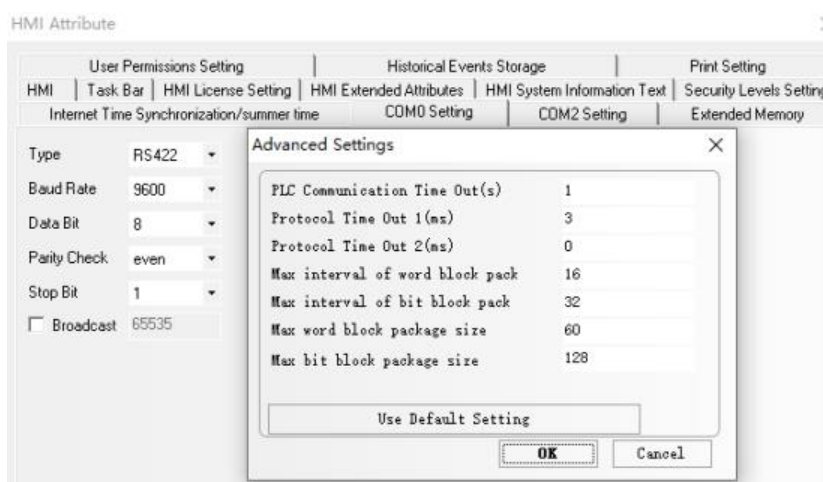 HMI Attribute
User Permissions Setting Historical Events Storage Print Setting
HMI Task Bar HMI License Setting HMI Extended Attributes HMI System Information Text Security Levels Setting
Internet Time Synchronization/summer time COM0 Setting COM2 Setting Extended Memory
Type RS422
Baud Rate 9600
Data Bit 8
Parity Check even
Stop Bit 1
Broadcast 65535
Advanced Settings
PLC Communication Time Out(s) 1
Protocol Time Out 1(ms) 3
Protocol Time Out 2(ms) 0
Max interval of word block pack 16
Max interval of bit block pack 32
Max word block package size 60
Max bit block package size 128
Use Default Setting
OK Cancel